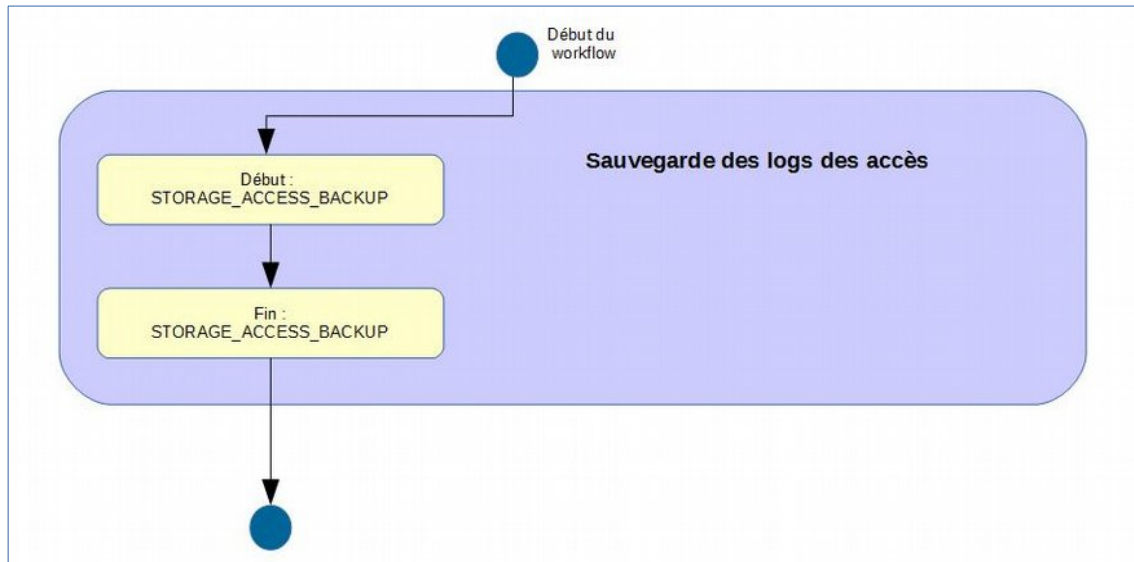 Début du
workflow
Sauvegarde des logs des accès
Début :
STORAGE_ACCESS_BACKUP
Fin :
STORAGE_ACCESS_BACKUP